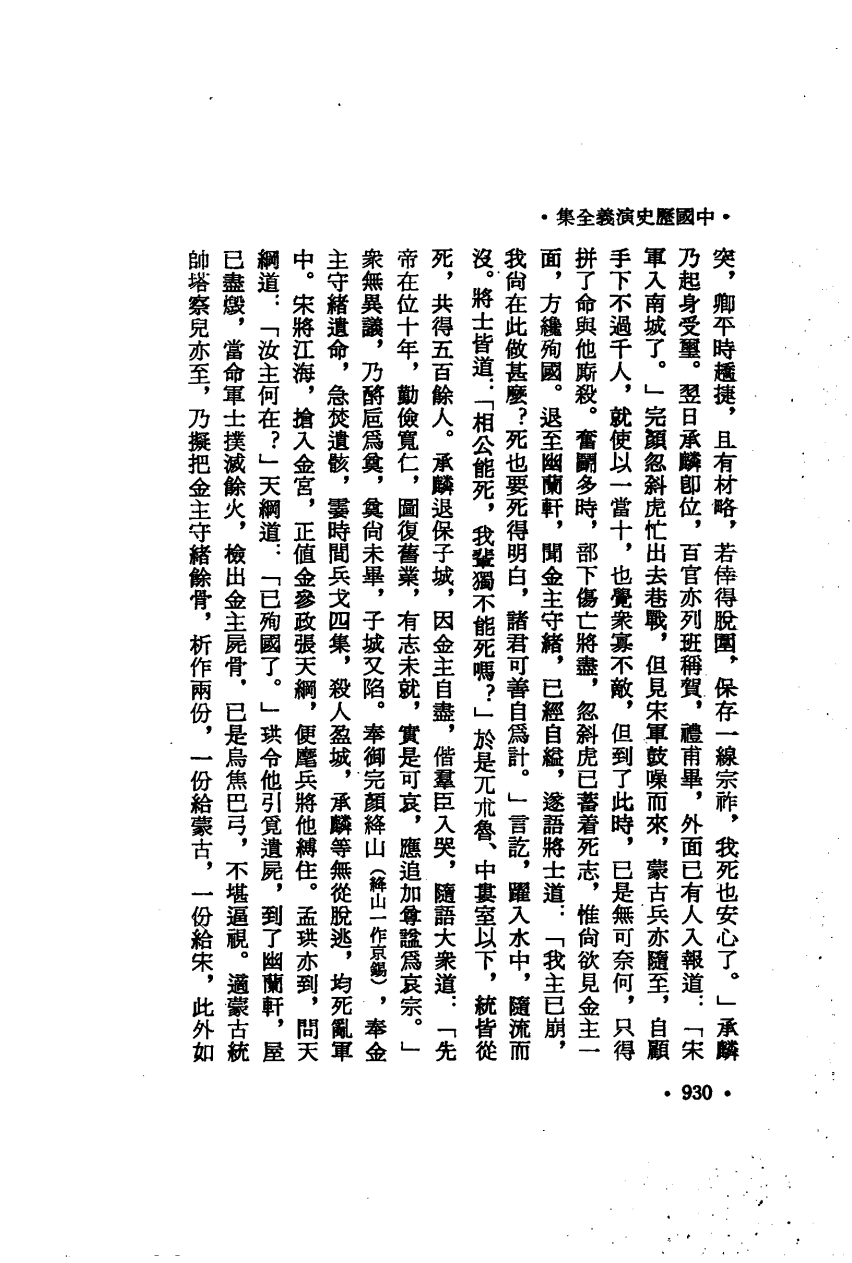 •中國歷史演義全集•
突，卿平時趫捷，且有材略，若倖得脫圍，保存一線宗祚，我死也安心了。」承麟
乃起身受璽。翌日承麟卽位，百官亦列班稱賀，禮甫畢，外面已有人入報道：「宋
軍入南城了。」完顏忽斜虎忙出去巷戰，但見宋軍鼓噪而來，蒙古兵亦隨至，自顧
手下不過千人，就使以一當十，也覺衆寡不敵，但到了此時，已是無可奈何，只得
拼了命與他厮殺。奮鬭多時，部下傷亡將盡，忽斜虎已蓄着死志，惟尙欲見金主一
面，方纔殉國。退至幽蘭軒，聞金主守緒，已經自縊，遂語將士道：「我主已崩，
我尙在此做甚麼？死也要死得明白，諸君可善自爲計。」言訖，躍入水中，隨流而
沒。將士皆道：「相公能死，我輩獨不能死嗎？」於是兀朮魯、中婁室以下，統皆從
死，共得五百餘人。承麟退保子城，因金主自盡，偕羣臣入哭，隨語大衆道：「先
帝在位十年，勤儉寬仁，圖復舊業，有志未就，實是可哀，應追加尊諡爲哀宗。」
衆無異議，乃酹卮爲奠，奠尙未畢，子城又陷。奉御完顏絳山（絳山一作京錫），奉金
主守緒遺命，急焚遺骸，霎時間兵戈四集，殺人盈城，承麟等無從脫逃，均死亂軍
中。宋將江海，搶入金宮，正值金參政張天綱，便麾兵將他縛住。孟珙亦到，問天
綱道：「汝主何在？」天綱道：「已殉國了。」珙令他引覓遺屍，到了幽蘭軒，屋
已盡燬，當命軍士撲滅餘火，檢出金主屍骨，已是烏焦巴弓，不堪逼視。適蒙古統
帥塔察兒亦至，乃擬把金主守緒餘骨，析作兩份，一份給蒙古，一份給宋，此外如
•930•